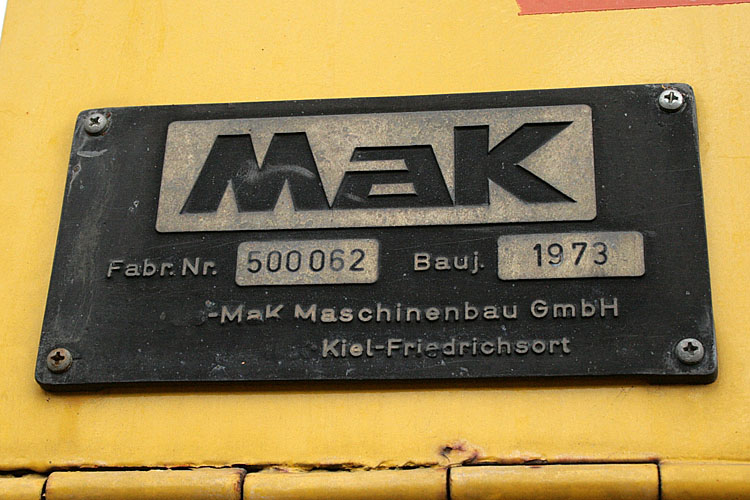 MaK
Fabr. Nr. 500062 Bauj. 1973
-MaK Maschinenbau GmbH
Kiel-Friedrichsort